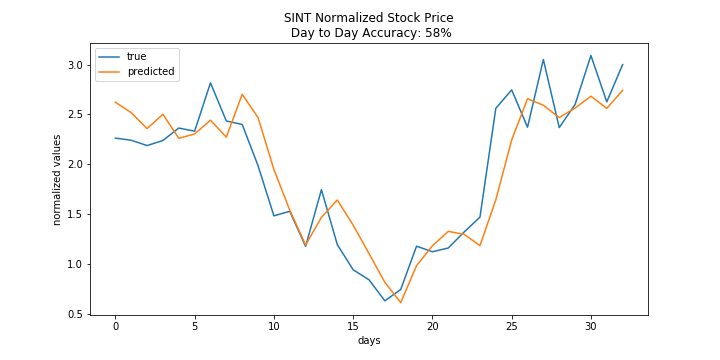 SINT Normalized Stock Price
Day to Day Accuracy: 58%
true
predicted
3.0
2.5
2.0
1.5
1.0
0.5
normalized values
0 5 10 15 20 25 30
days